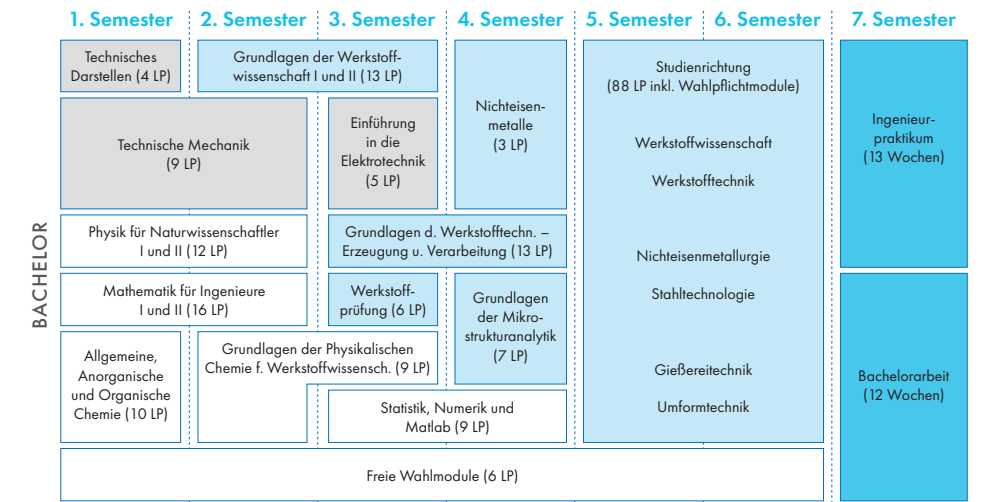 1. Semester
2. Semester
3. Semester
4. Semester
5. Semester
6. Semester
7. Semester
BACHELOR
Technisches
Darstellen (4 LP)
Grundlagen der Werkstoff-
wissenschaft I und II (13 LP)
Nichteisen-
metalle
(3 LP)
Studienrichtung
(88 LP inkl. Wahlpflichtmodule)
Werkstoffwissenschaft
Werkstofftechnik
Nichteisenmetallurgie
Stahltechnologie
Gießereitechnik
Umformtechnik
Ingenieur-
praktikum
(13 Wochen)
Technische Mechanik
(9 LP)
Einführung
in die
Elektrotechnik
(5 LP)
Physik für Naturwissenschaftler
I und II (12 LP)
Grundlagen d. Werkstofftechn. –
Erzeugung u. Verarbeitung (13 LP)
Mathematik für Ingenieure
I und II (16 LP)
Werkstoff-
prüfung (6 LP)
Grundlagen
der Mikro-
strukturanalytik
(7 LP)
Allgemeine,
Anorganische
und Organische
Chemie (10 LP)
Grundlagen der Physikalischen
Chemie f. Werkstoffwissensch. (9 LP)
Statistik, Numerik und
Matlab (9 LP)
Bachelorarbeit
(12 Wochen)
Freie Wahlmodule (6 LP)